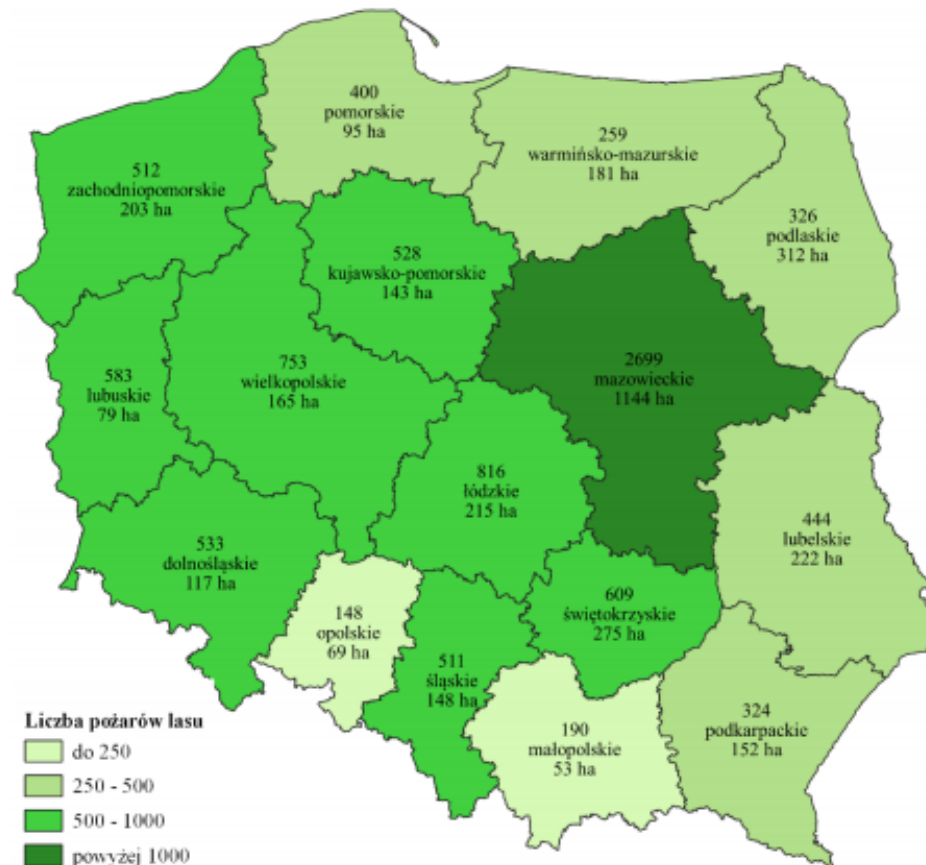 400
pomorskie
95 ha
259
warmińsko-mazurskie
181 ha
512
zachodniopomorskie
203 ha
326
podlaskie
312 ha
528
kujawsko-pomorskie
143 ha
2699
mazowieckie
1144 ha
753
wielkopolskie
165 ha
583
lubuskie
79 ha
816
łódzkie
215 ha
444
lubelskie
222 ha
533
dolnośląskie
117 ha
609
świętokrzyskie
275 ha
148
opolskie
69 ha
511
śląskie
148 ha
324
podkarpackie
152 ha
190
małopolskie
53 ha
Liczba pożarów lasu
do 250
250 - 500
500 - 1000
powyżej 1000